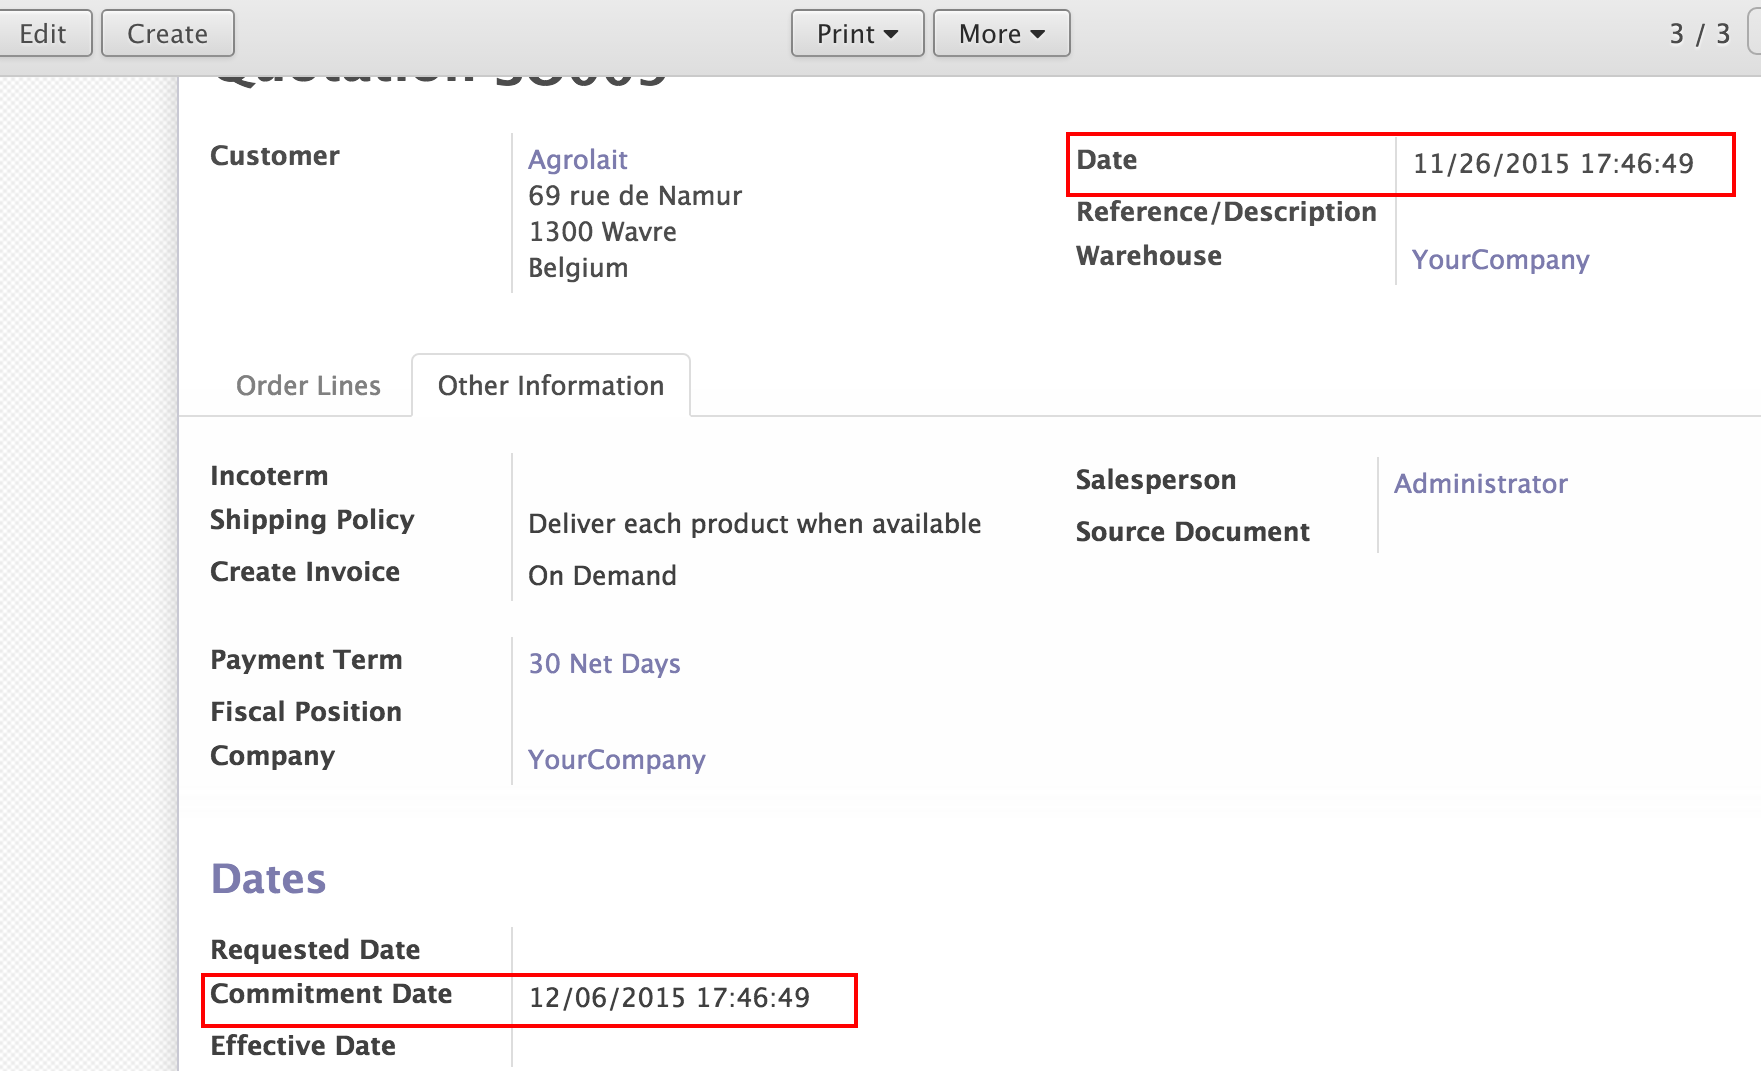 Edit Create Print More 3 / 3
Quotation SO009
Customer
Agrolait
69 rue de Namur
1300 Wavre
Belgium
Date 11/26/2015 17:46:49
Reference/Description
Warehouse YourCompany
Order Lines Other Information
Incoterm
Shipping Policy Deliver each product when available
Create Invoice On Demand
Salesperson Administrator
Source Document
Payment Term 30 Net Days
Fiscal Position
Company YourCompany
Dates
Requested Date
Commitment Date 12/06/2015 17:46:49
Effective Date